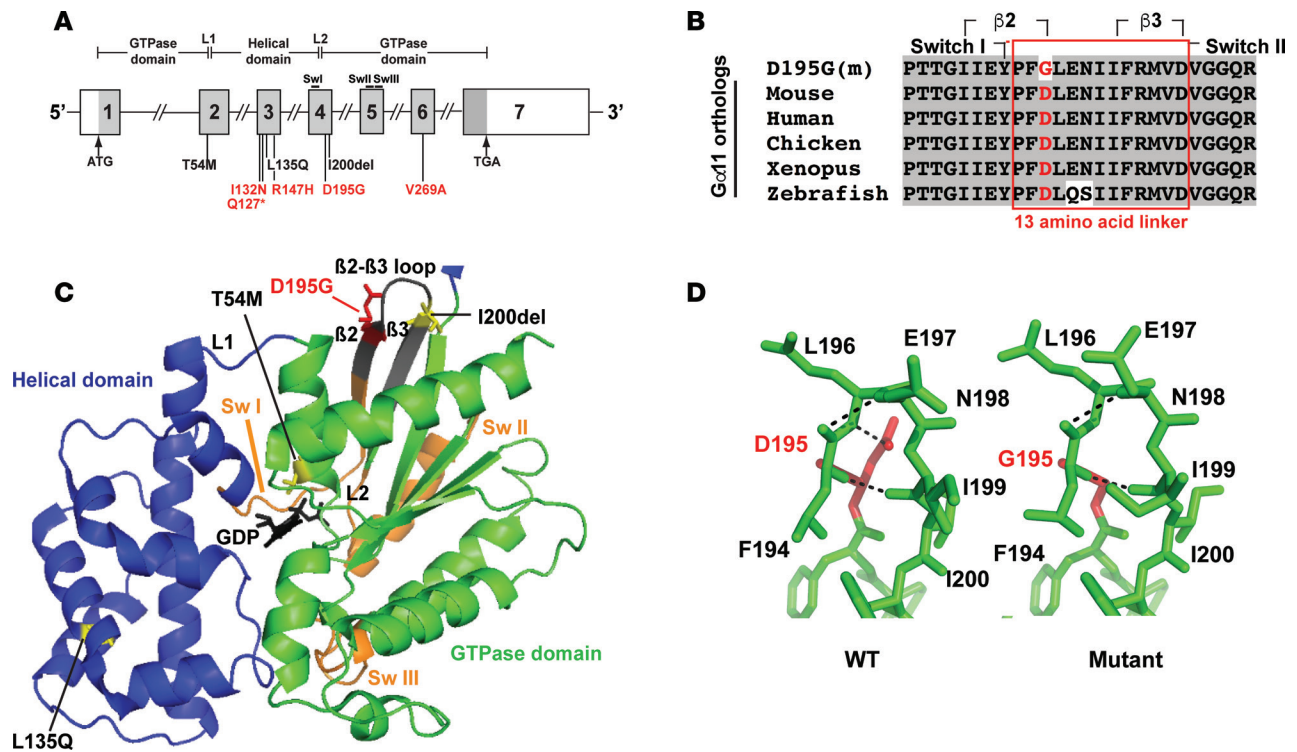 A
GTPase domain
L1
Helical domain
L2
GTPase domain
SwI
SwII SwIII
5’
1
2
3
4
5
6
7
3’
ATG
T54M
L135Q
I200del
TGA
I132N
R147H
D195G
V269A
Q127*
B
β2
β3
Switch I
Switch II
D195G(m) PTTGIIEYPFGLENIIFRMVDVGGQR
Mouse PTTGIIEYPFDLENIIFRMVDVGGQR
Human PTTGIIEYPFDLENIIFRMVDVGGQR
Chicken PTTGIIEYPFDLENIIFRMVDVGGQR
Xenopus PTTGIIEYPFDLENIIFRMVDVGGQR
Zebrafish PTTGIIEYPFDLQSIIFRMVDVGGQR
Gα11 orthologs
13 amino acid linker
C
ß2-ß3 loop
D195G
T54M
I200del
ß2
ß3
L1
Helical domain
Sw I
Sw II
L2
GDP
GTPase domain
Sw III
L135Q
D
L196
E197
N198
D195
I199
F194
I200
WT
L196
E197
N198
G195
I199
F194
I200
Mutant